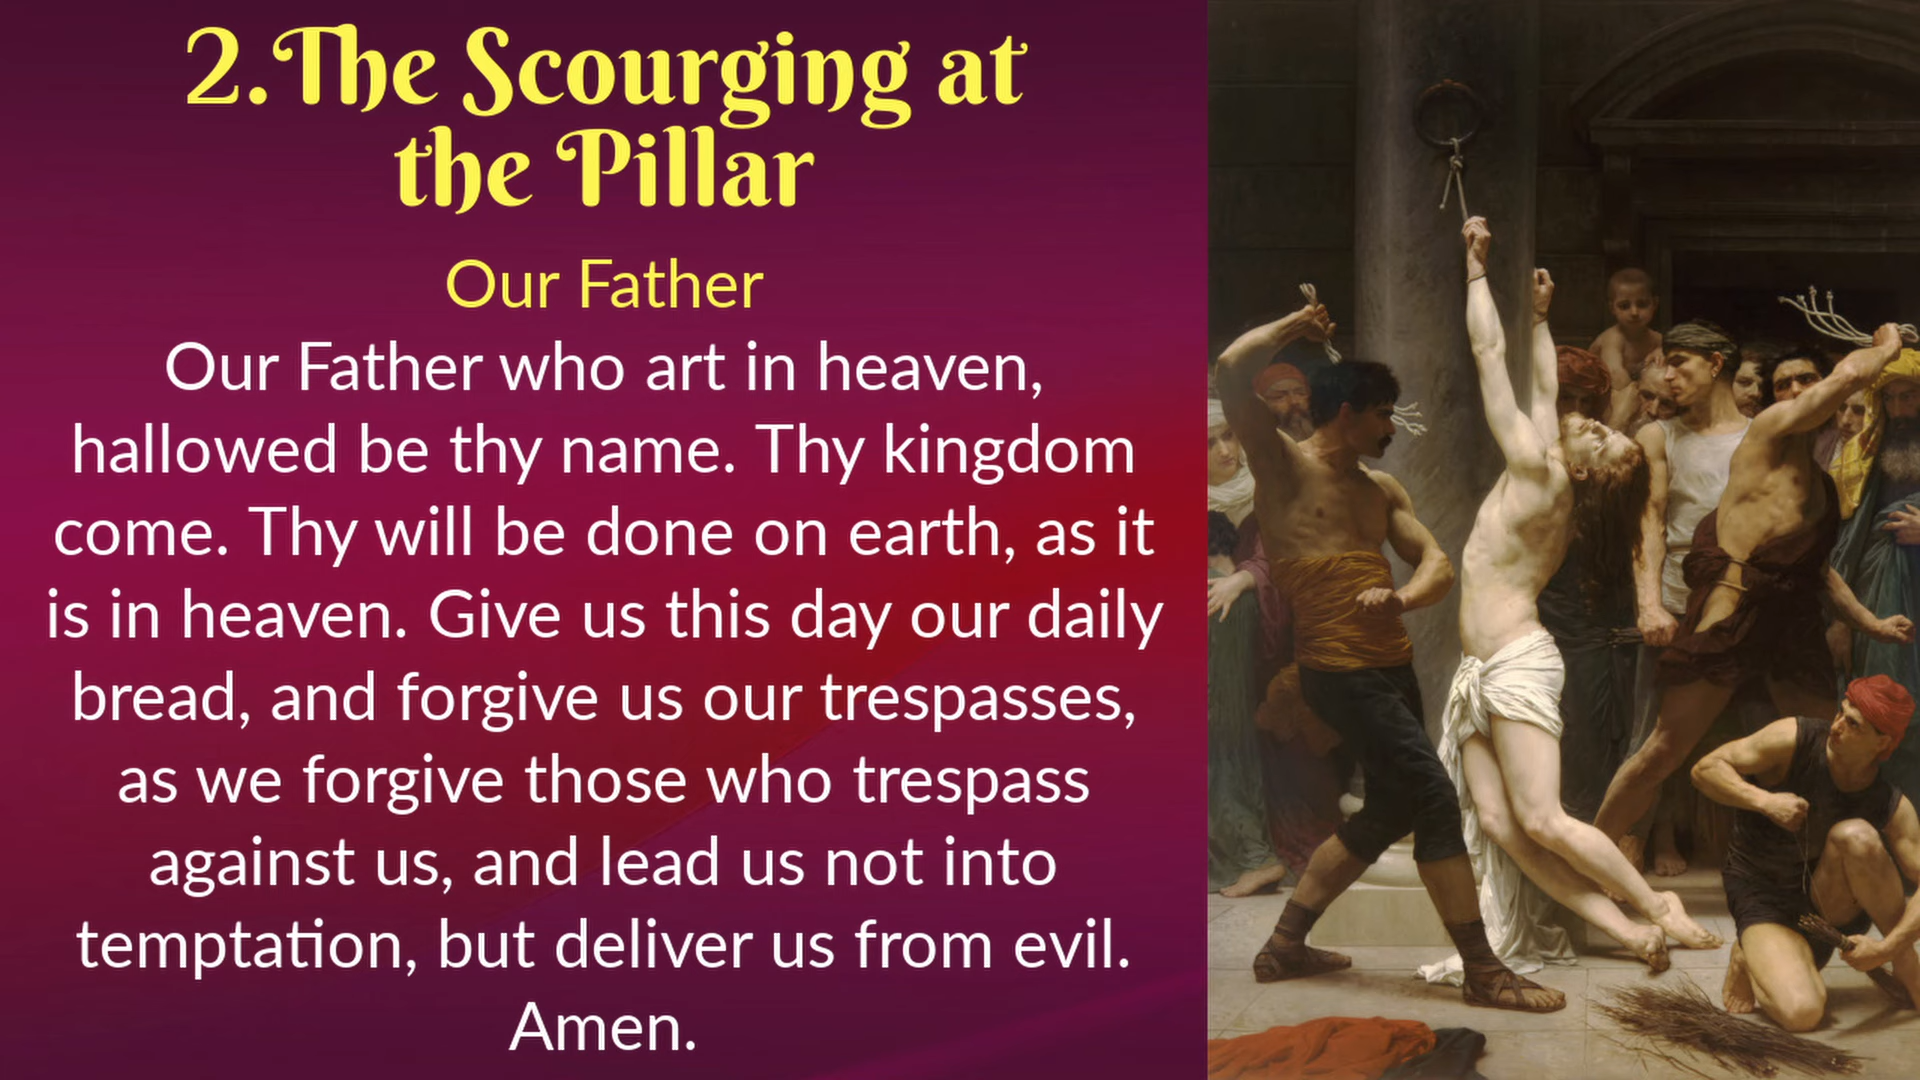 2.The Scourging at
the Pillar
Our Father
Our Father who art in heaven,
hallowed be thy name. Thy kingdom
come. Thy will be done on earth, as it
is in heaven. Give us this day our daily
bread, and forgive us our trespasses,
as we forgive those who trespass
against us, and lead us not into
temptation, but deliver us from evil.
Amen.